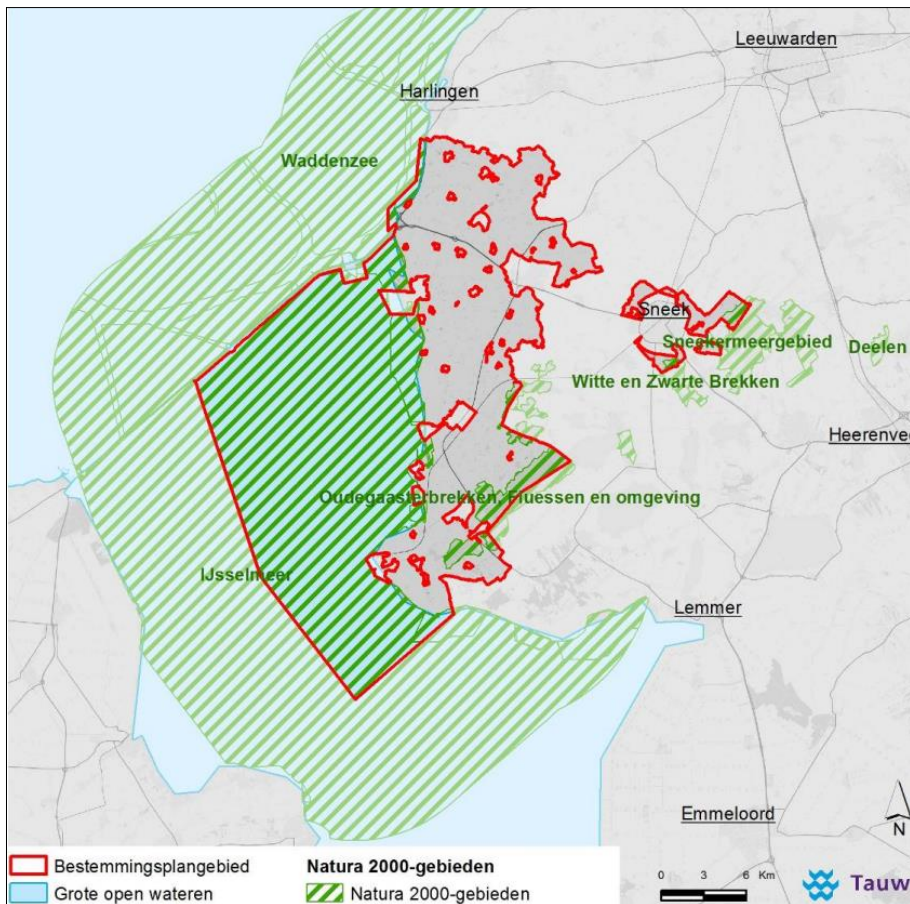 Leeuwarden
Harlingen
Waddenzee
Sneek
Sneekermeergebied
Deelen
Witte en Zwarte Brekken
Heerenvee
Oudegaasterbrekken, Fluessen en omgeving
IJsselmeer
Lemmer
Emmeloord
N
Bestemmingsplangebied
Grote open wateren
Natura 2000-gebieden
Natura 2000-gebieden
0 3 6 Km
Tauw